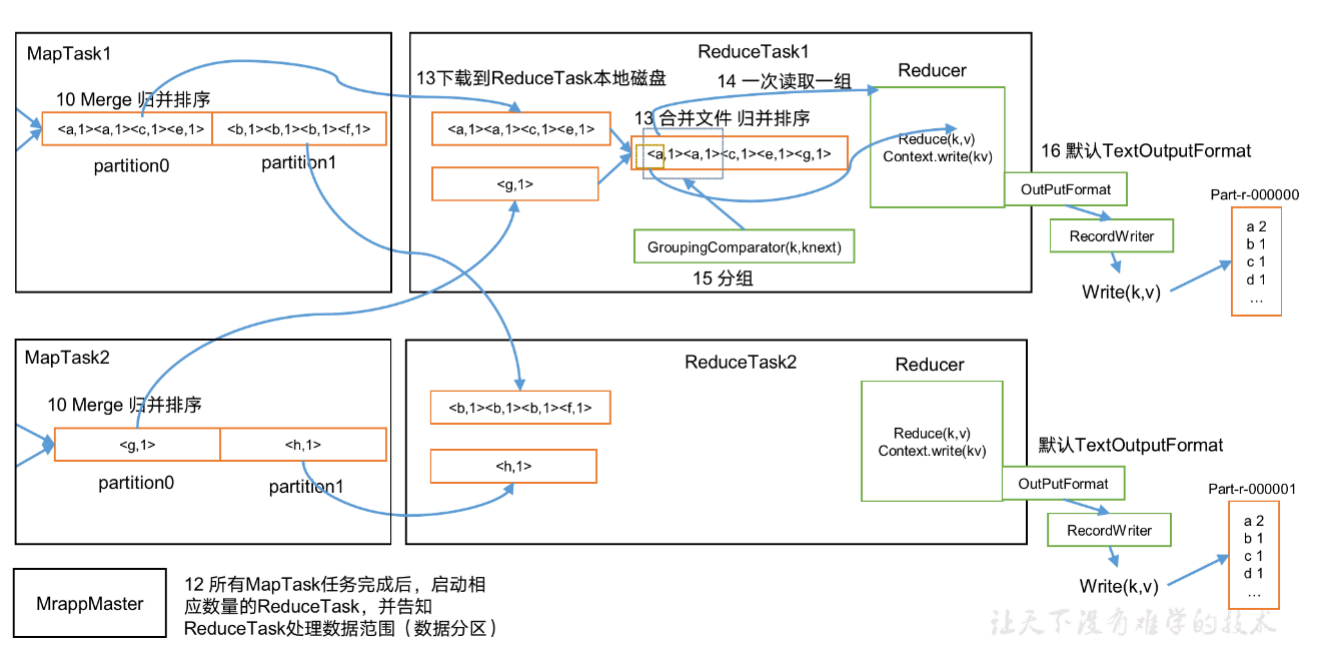 MapTask1
10 Merge 归并排序
<a,1><a,1><c,1><e,1>
<b,1><b,1><b,1><f,1>
partition0
partition1
ReduceTask1
13下载到ReduceTask本地磁盘
14 一次读取一组
Reducer
<a,1><a,1><c,1><e,1>
13 合并文件 归并排序
<a,1><a,1><c,1><e,1><g,1>
<g,1>
Reduce(k,v)
Context.write(kv)
GroupingComparator(k,knext)
15 分组
16 默认TextOutputFormat
OutPutFormat
RecordWriter
Write(k,v)
Part-r-000000
a 2
b 1
c 1
d 1
...
MapTask2
10 Merge 归并排序
<g,1>
<h,1>
partition0
partition1
ReduceTask2
Reducer
<b,1><b,1><b,1><f,1>
<h,1>
Reduce(k,v)
Context.write(kv)
默认TextOutputFormat
OutPutFormat
RecordWriter
Write(k,v)
Part-r-000001
a 2
b 1
c 1
d 1
...
MrappMaster
12 所有MapTask任务完成后，启动相
应数量的ReduceTask，并告知
ReduceTask处理数据范围（数据分区）
让天下没有难学的技术